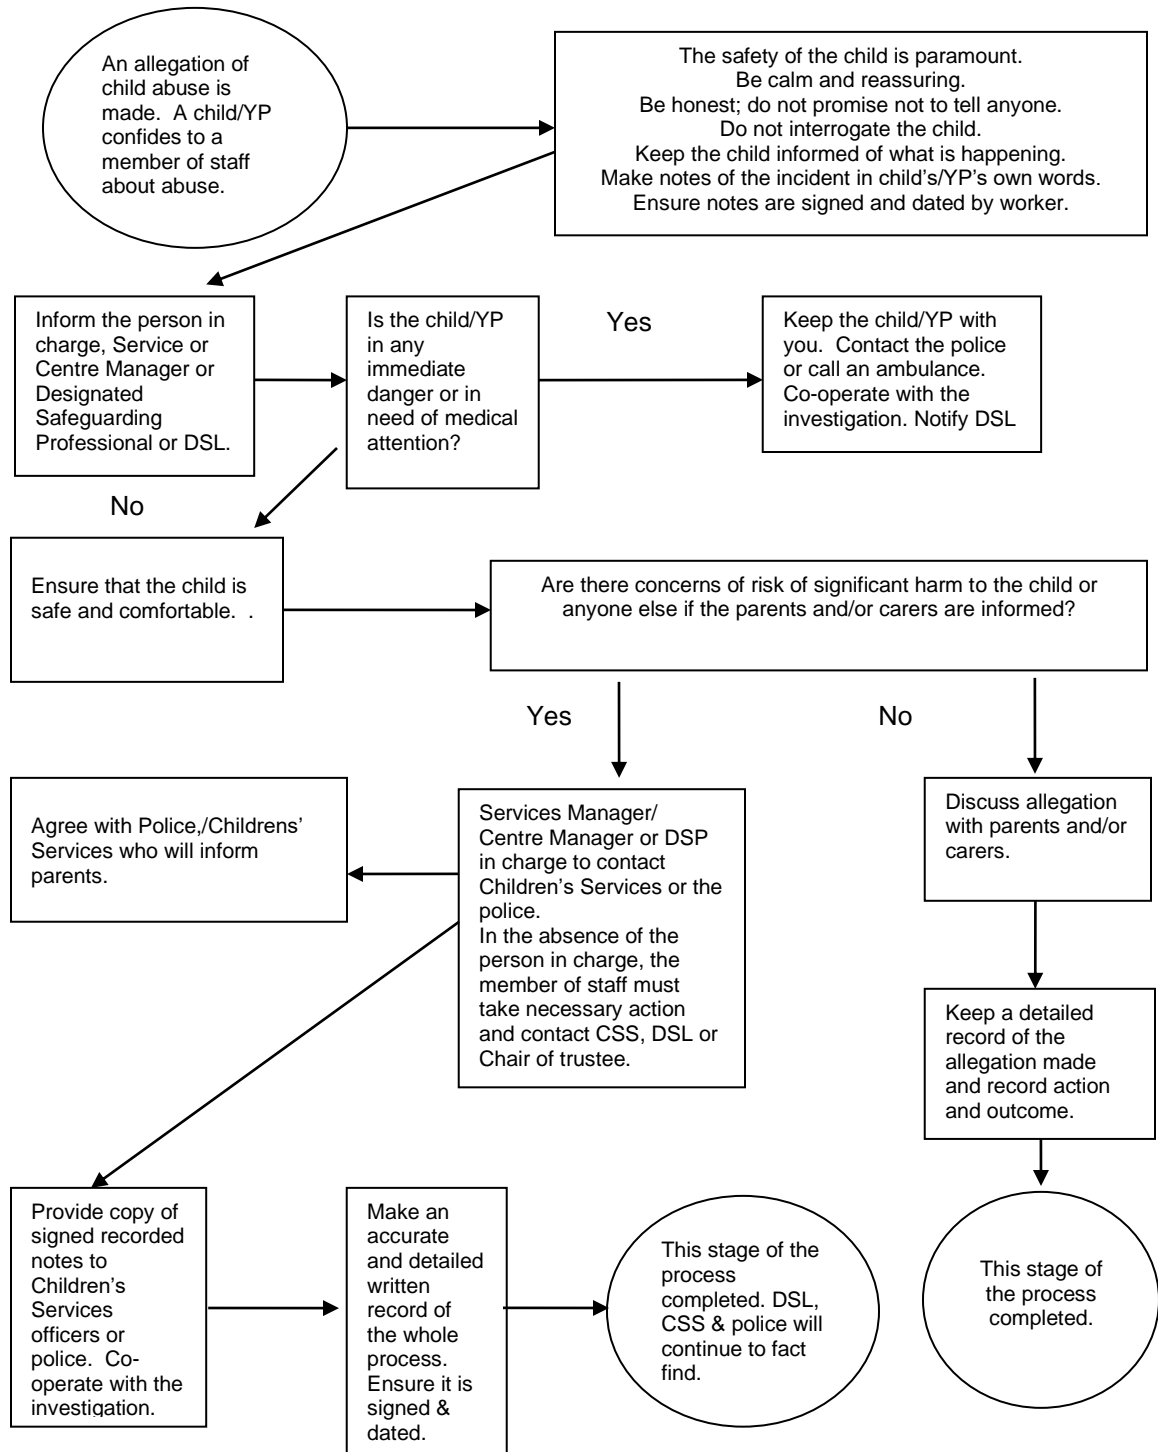 An allegation of
child abuse is
made.  A child/YP
confides to a
member of staff
about abuse.
The safety of the child is paramount.
Be calm and reassuring.
Be honest; do not promise not to tell anyone.
Do not interrogate the child.
Keep the child informed of what is happening.
Make notes of the incident in child's/YP's own words.
Ensure notes are signed and dated by worker.
Inform the person in
charge, Service or
Centre Manager or
Designated
Safeguarding
Professional or DSL.
Is the child/YP
in any
immediate
danger or in
need of medical
attention?
Yes
Keep the child/YP with
you.  Contact the police
or call an ambulance.
Co-operate with the
investigation. Notify DSL
No
Ensure that the child is
safe and comfortable.  .
Are there concerns of risk of significant harm to the child or
anyone else if the parents and/or carers are informed?
Yes
No
Agree with Police,/Childrens'
Services who will inform
parents.
Services Manager/
Centre Manager or DSP
in charge to contact
Children's Services or the
police.
In the absence of the
person in charge, the
member of staff must
take necessary action
and contact CSS, DSL or
Chair of trustee.
Discuss allegation
with parents and/or
carers.
Keep a detailed
record of the
allegation made
and record action
and outcome.
Provide copy of
signed recorded
notes to
Children's
Services
officers or
police.  Co-
operate with the
investigation.
Make an
accurate
and detailed
written
record of
the whole
process.
Ensure it is
signed &
dated.
This stage of the
process
completed. DSL,
CSS & police will
continue to fact
find.
This stage of
the process
completed.